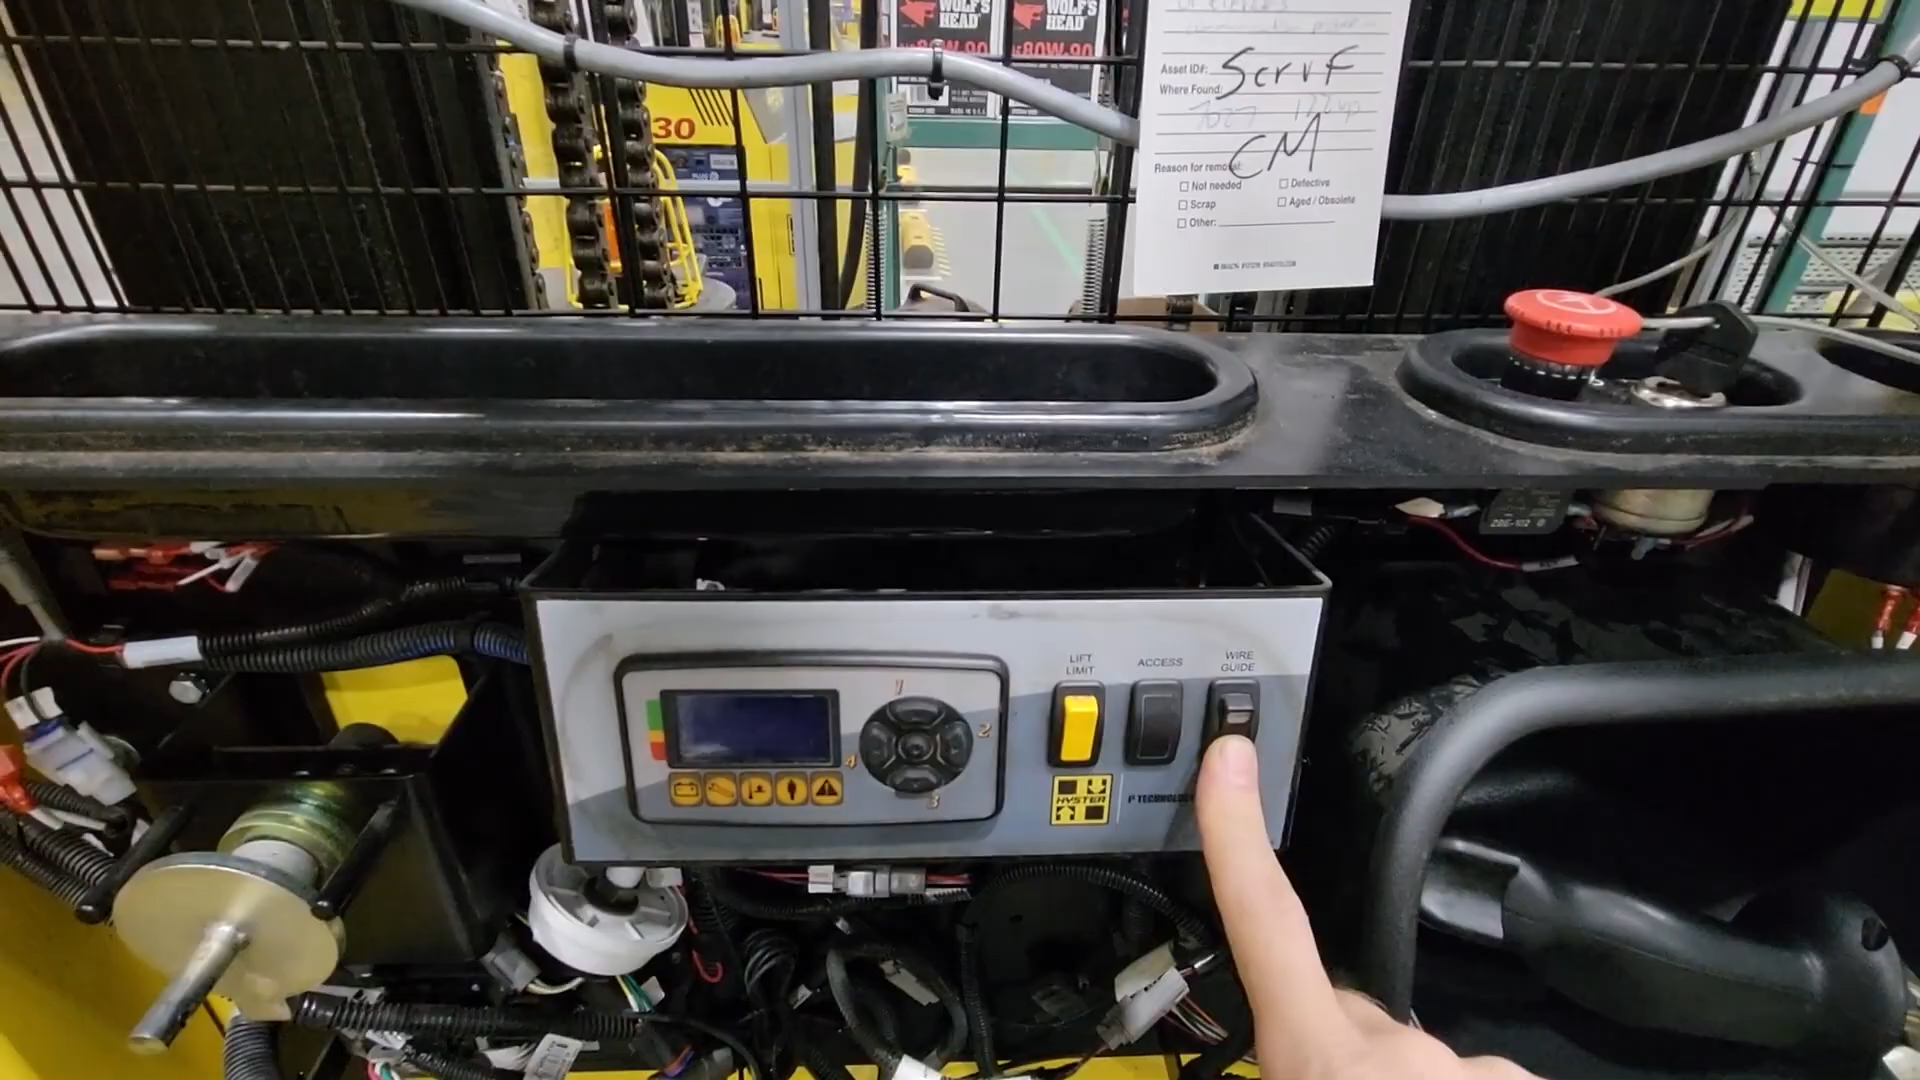 WOLF'S
HEAD
WOLF'S
HEAD
80W-90
80W-90
Asset ID#:
Where Found:
CM
Reason for removal:
Not needed
Defective
Scrap
Aged / Obsolete
Other:
30
LIFT
LIMIT
ACCESS
WIRE
GUIDE
1
2
4
3
HYSTER
TECHNOLOGY